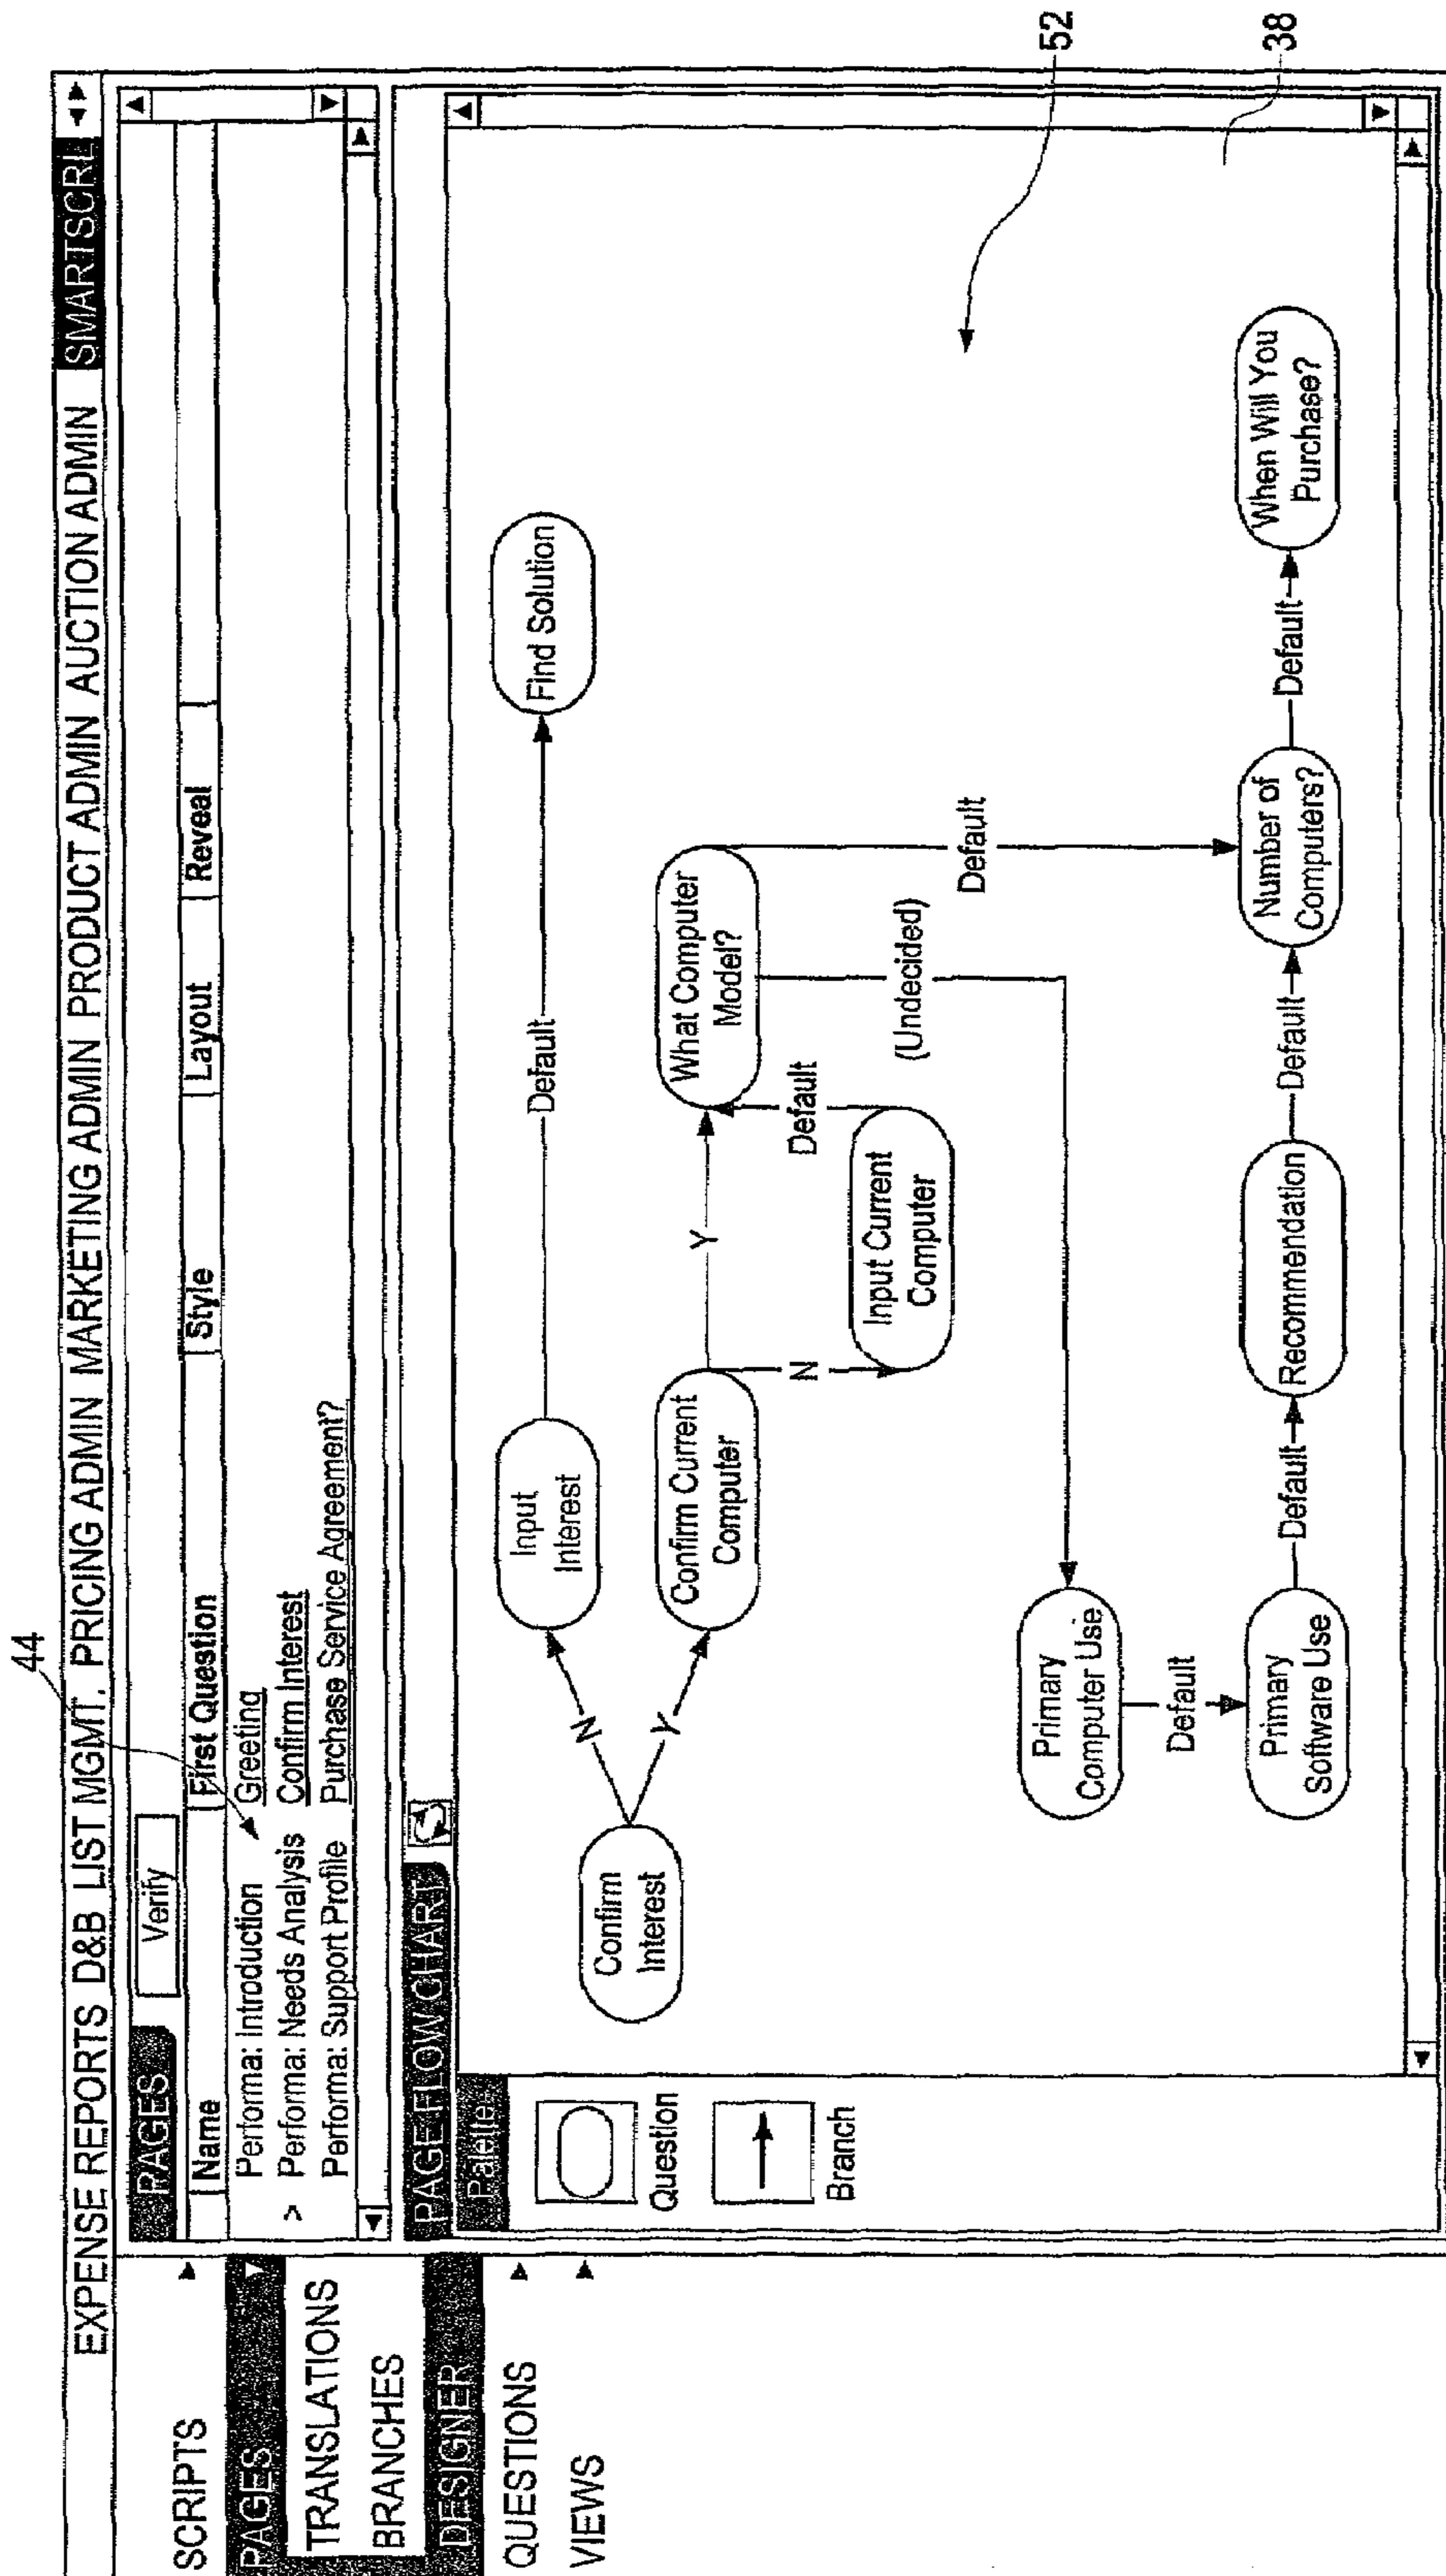 44
EXPENSE REPORTS D&B LIST MGMT. PRICING ADMIN MARKETING ADMIN PRODUCT ADMIN AUCTION ADMIN SMARTSCRI
SCRIPTS
PAGES
TRANSLATIONS
BRANCHES
DESIGNER
QUESTIONS
VIEWS
PAGES Verify
Name First Question Style Layout Reveal
Performa: Introduction Greeting
> Performa: Needs Analysis Confirm Interest
Performa: Support Profile Purchase Service Agreement?
PAGE FLOW CHART
Palette
Question
Branch
Confirm
Interest
N
Y
Input
Interest
Default
Find Solution
Confirm Current
Computer
Y
N
Input Current
Computer
Default
What Computer
Model?
(Undecided)
Default
Primary
Computer Use
Default
Primary
Software Use
Default
Recommendation
Default
Number of
Computers?
Default
When Will You
Purchase?
52
38